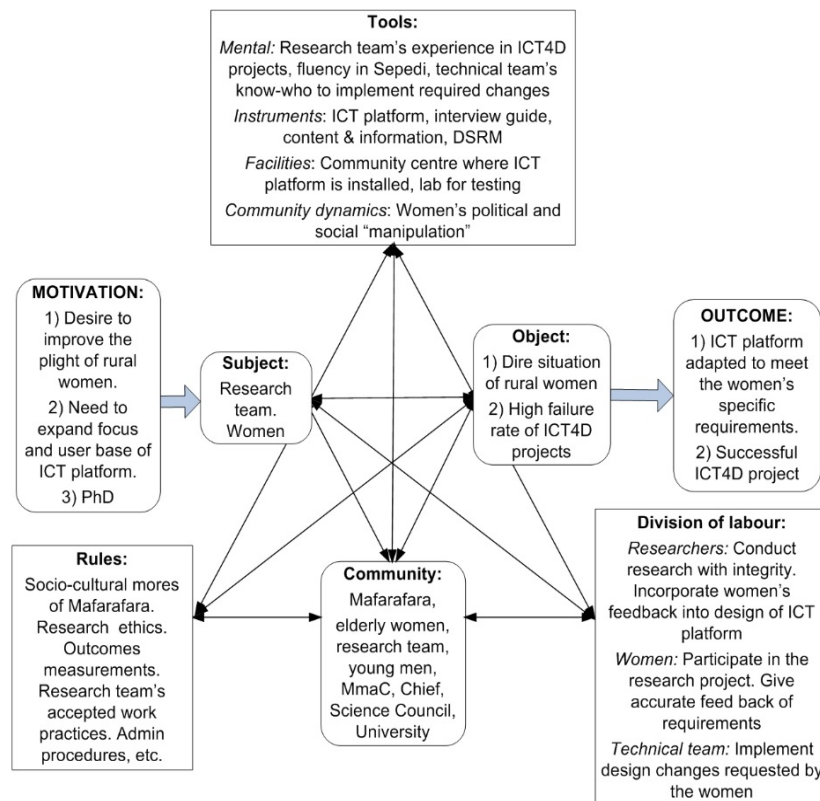 Tools:
Mental: Research team's experience in ICT4D
projects, fluency in Sepedi, technical team's
know-who to implement required changes
Instruments: ICT platform, interview guide,
content & information, DSRM
Facilities: Community centre where ICT
platform is installed, lab for testing
Community dynamics: Women's political and
social "manipulation"
MOTIVATION:
1) Desire to
improve the
plight of rural
women.
2) Need to
expand focus
and user base of
ICT platform.
3) PhD
Subject:
Research
team.
Women
Object:
1) Dire situation
of rural women
2) High failure
rate of ICT4D
projects
OUTCOME:
1) ICT platform
adapted to meet
the women's
specific
requirements.
2) Successful
ICT4D project
Rules:
Socio-cultural mores
of Mafarafara.
Research ethics.
Outcomes
measurements.
Research team's
accepted work
practices. Admin
procedures, etc.
Community:
Mafarafara,
elderly women,
research team,
young men,
MmaC, Chief,
Science Council,
University
Division of labour:
Researchers: Conduct
research with integrity.
Incorporate women's
feedback into design of ICT
platform
Women: Participate in the
research project. Give
accurate feed back of
requirements
Technical team: Implement
design changes requested by
the women